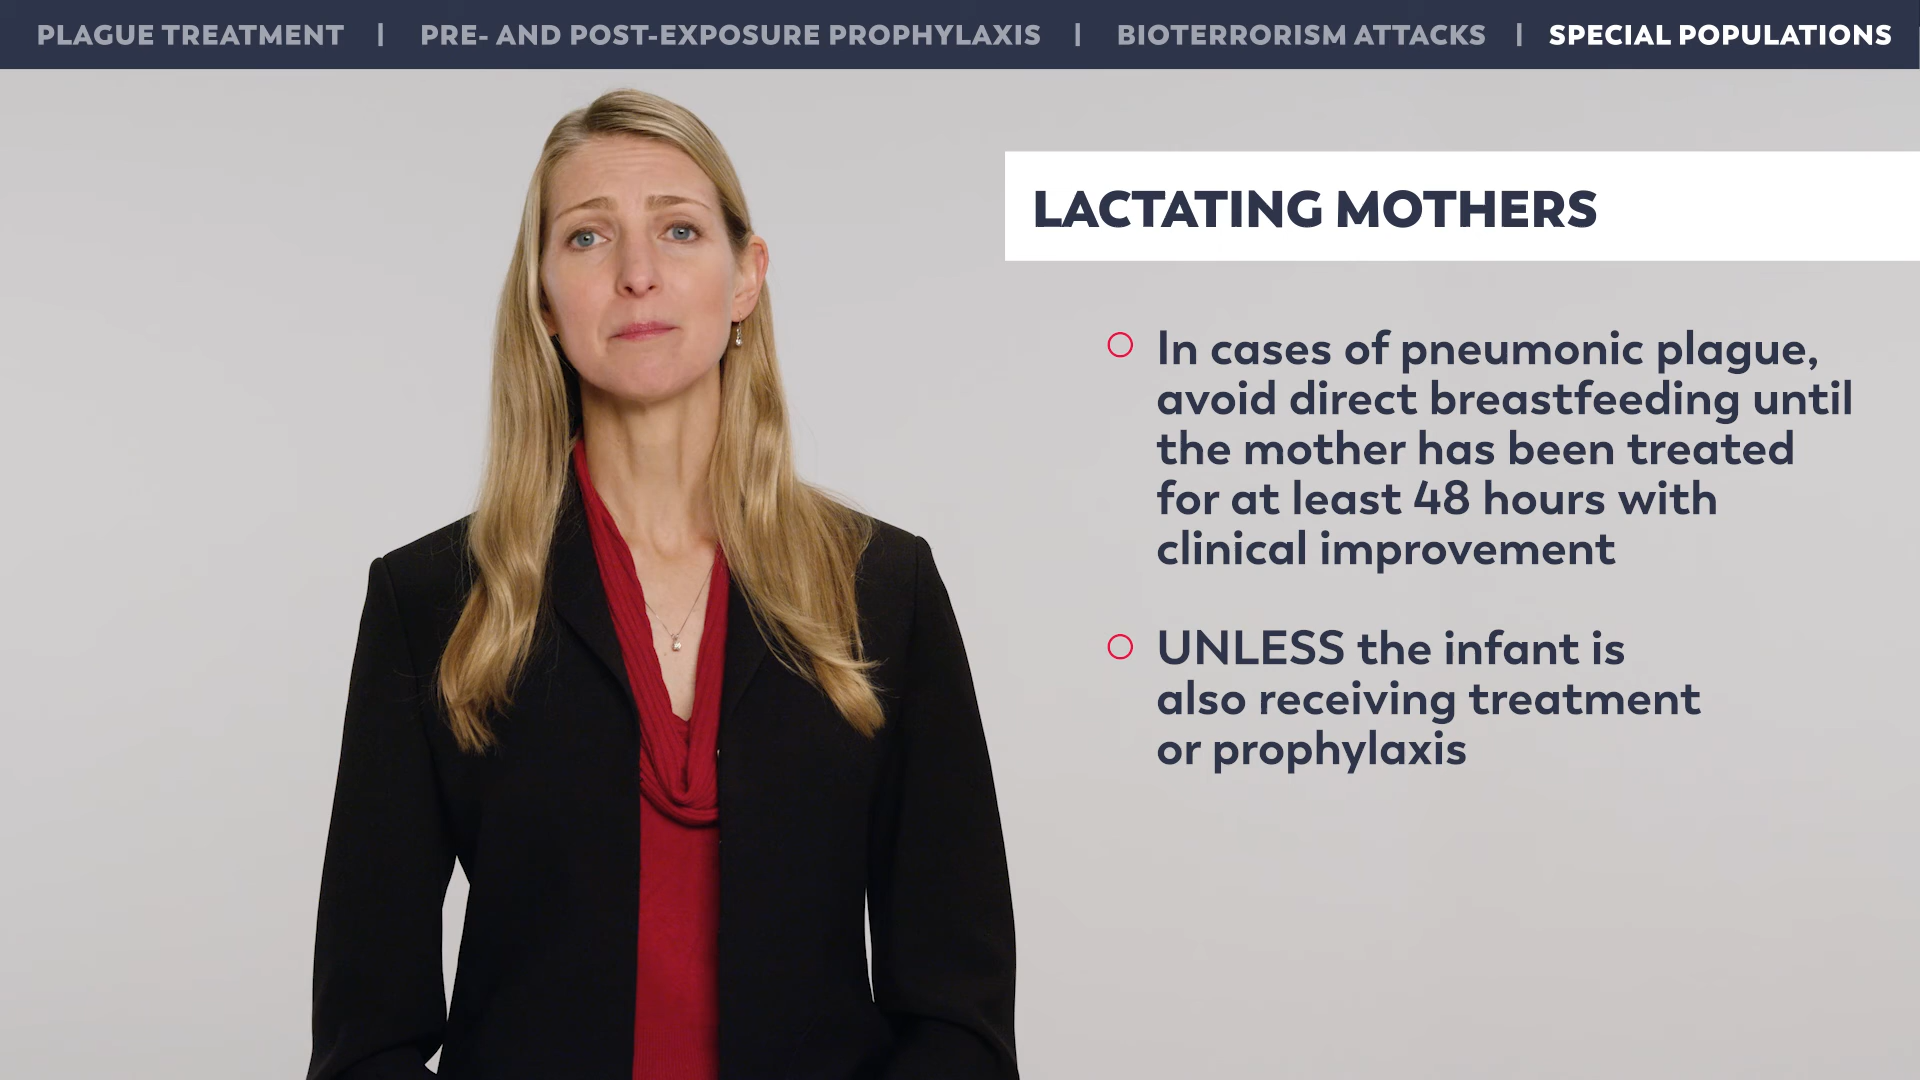 PLAGUE TREATMENT | PRE- AND POST-EXPOSURE PROPHYLAXIS | BIOTERRORISM ATTACKS | SPECIAL POPULATIONS
LACTATING MOTHERS
In cases of pneumonic plague,
avoid direct breastfeeding until
the mother has been treated
for at least 48 hours with
clinical improvement
UNLESS the infant is
also receiving treatment
or prophylaxis